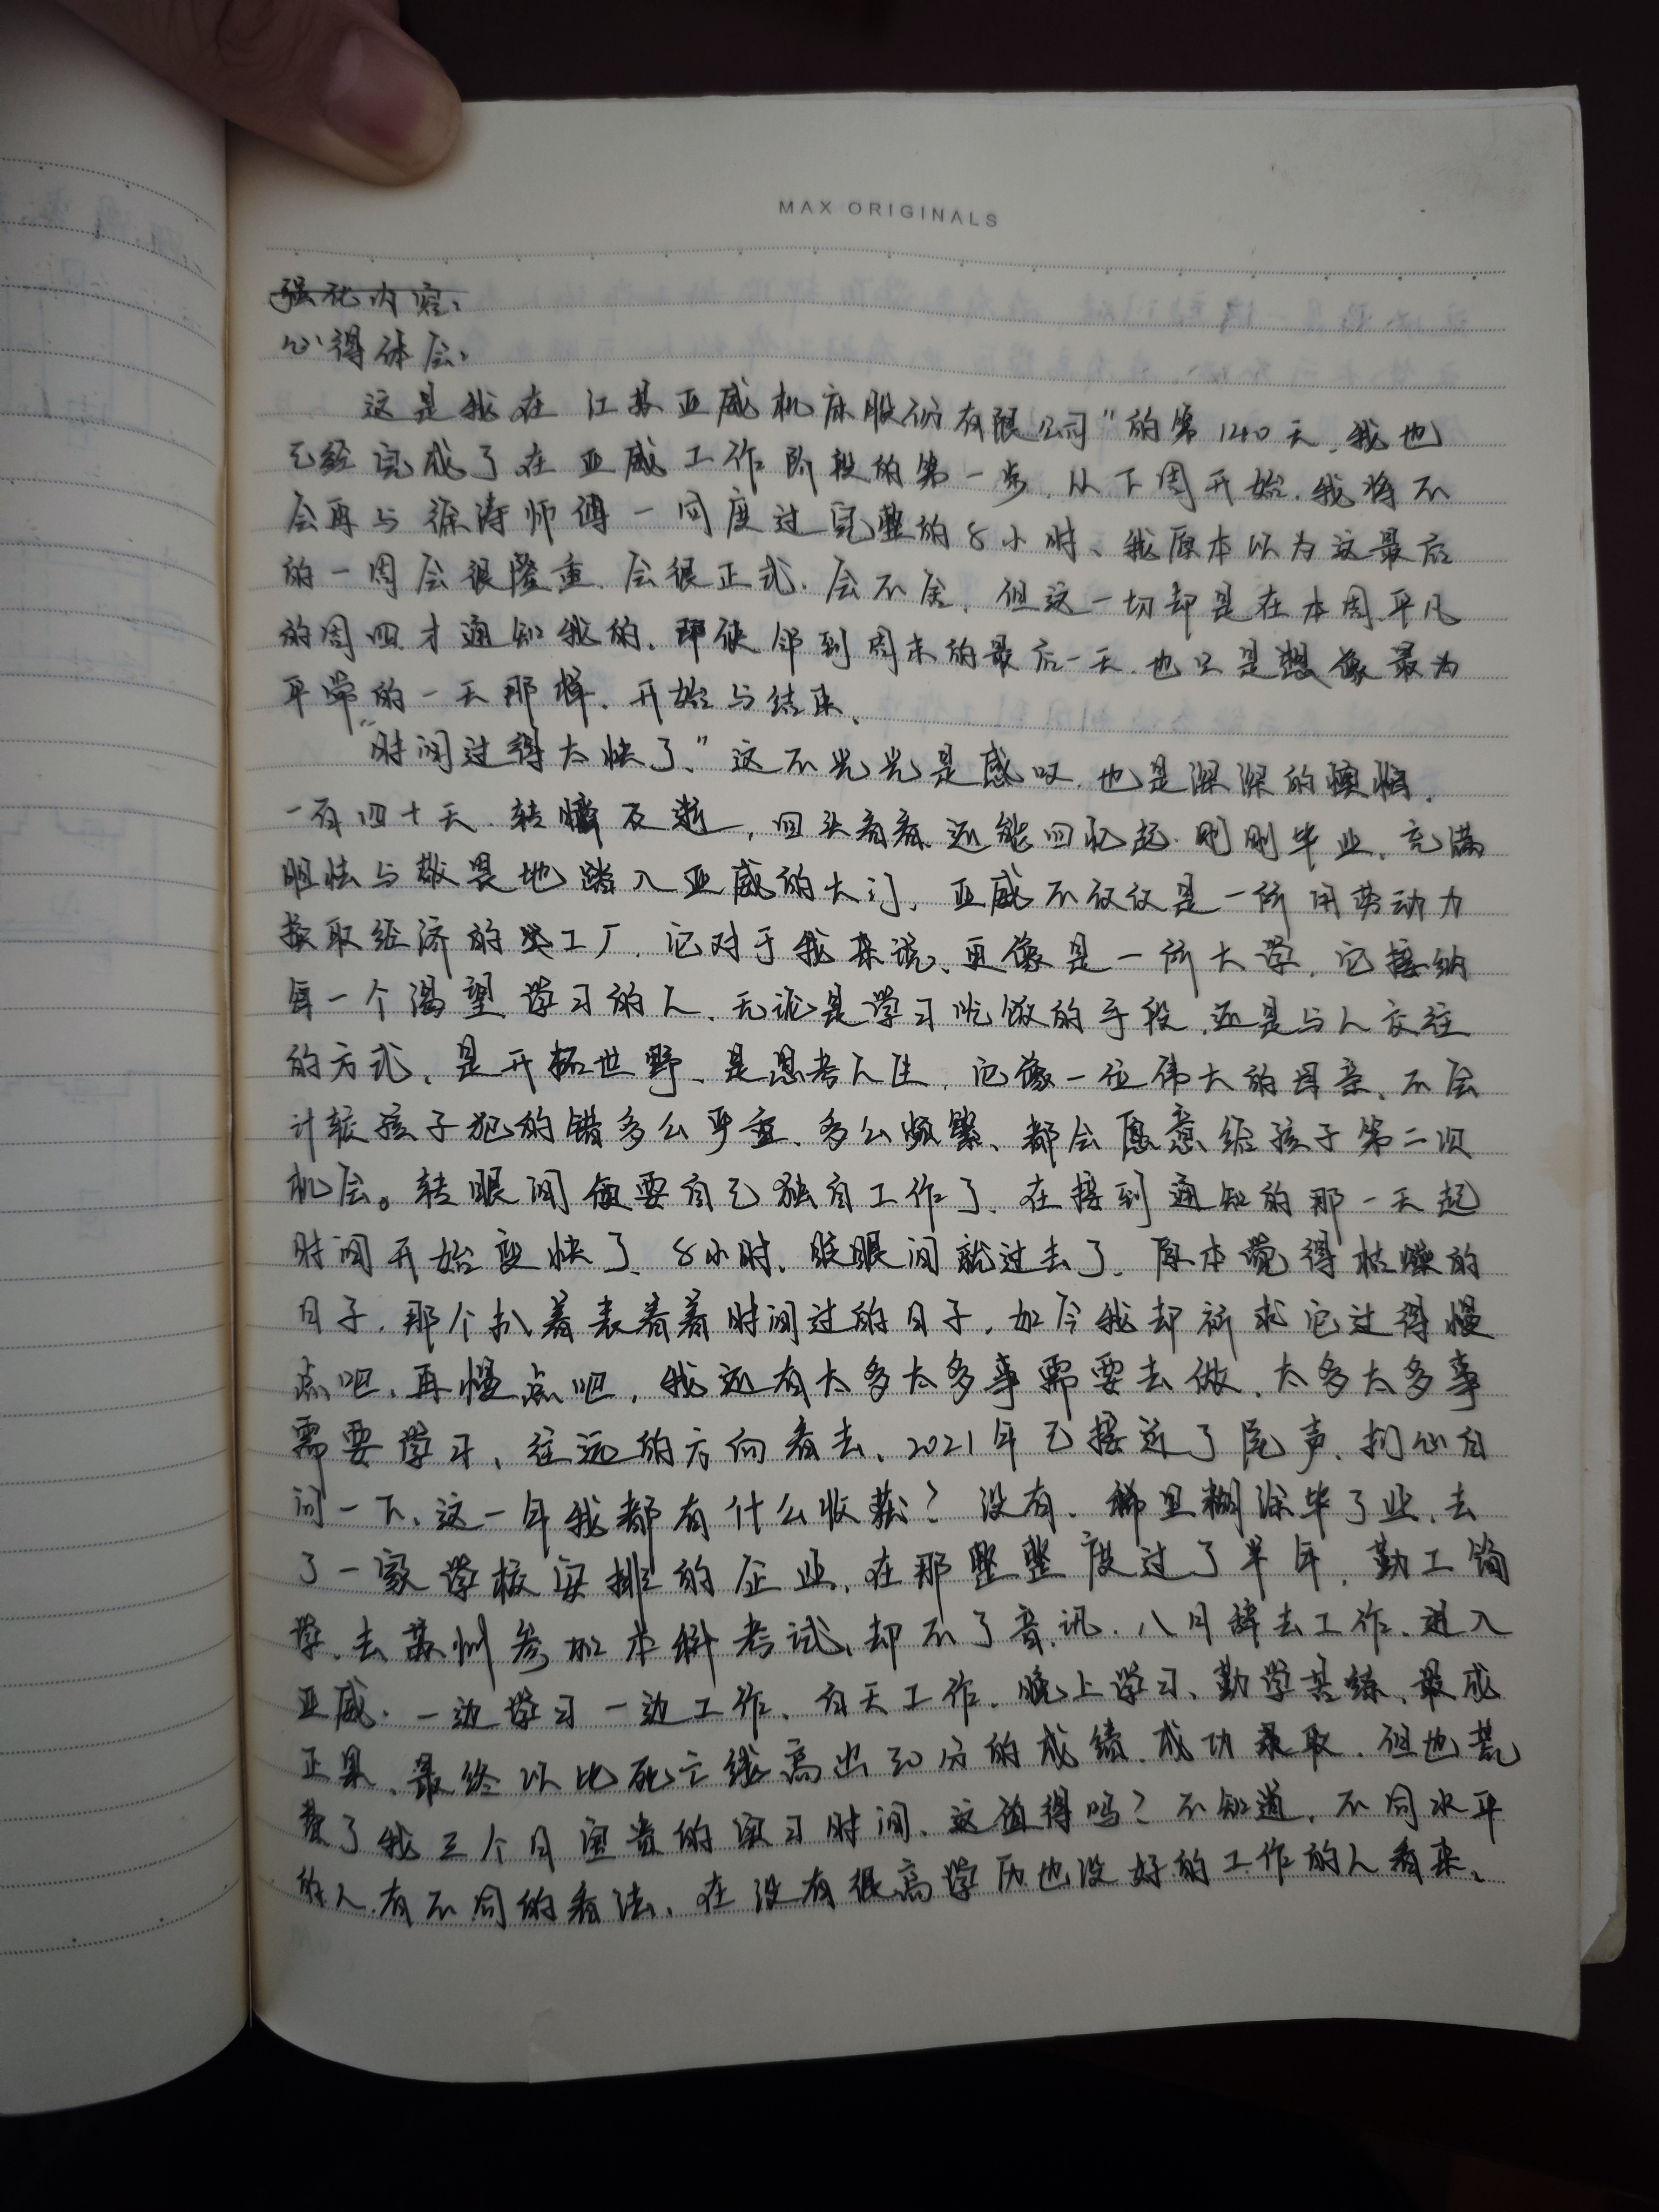 MAX ORIGINALS
强化内容:
心得体会:
这是我在 江苏亚威机床股份有限公司"的第140天,我也
已经完成了在亚威工作阶段的第一步,从下周开始,我将不
会再与徐涛师傅一同度过完整的8小时、我原本以为这最后
的一周会很隆重、会很正式、会不舍,但这一切却是在本周平凡
的周四才通知我的,即使邻到周末的最后一天,也只是想像最为
平常的一天那样,开始与结束、
"时间过得太快了、"这不光光是感叹,也是深深的懊悔,
一百四十天,转瞬及逝,回头看看,还能回忆起,刚刚毕业、充满
胆怯与敬畏地踏入亚威的大门,亚威不仅仅是一所用劳动力
换取经济的工厂,它对于我来说,更像是一所大学,它接纳
每一个渴望学习的人、无论是学习吃饭的手段,还是与人交往
的方式,是开拓世野、是思考人生,它像一位伟大的母亲、不会
计较孩子犯的错多么严重、多么频繁、都会愿意给孩子第二次
机会。转眼间便要自己独自工作了、在接到通知的那一天起
时间开始变快了、8小时、眨眼间就过去了、原本觉得枯燥的
日子,那个扒着表看着时间过的日子,如今我却祈求它过得慢
点吧、再慢点吧,我还有太多太多事需要去做、太多太多事
需要学习、往远的方向看去、2021年已接近了尾声、扪心自
问一下、这一年我都有什么收获?没有、稀里糊涂毕了业、去
了一家学校安排的企业,在那整整度过了半年,勤工俭
学、去苏州参加本科考试、却不了音讯、八月辞去工作、进入
亚威、一边学习一边工作、白天工作、晚上学习、勤学苦练、最成
正果、最终以比死亡线高出30分的成绩、成功录取、但也荒
费了我三个月宝贵的实习时间、这值得吗?不知道,不同水平
的人有不同的看法、在没有很高学历也没好的工作的人看来、